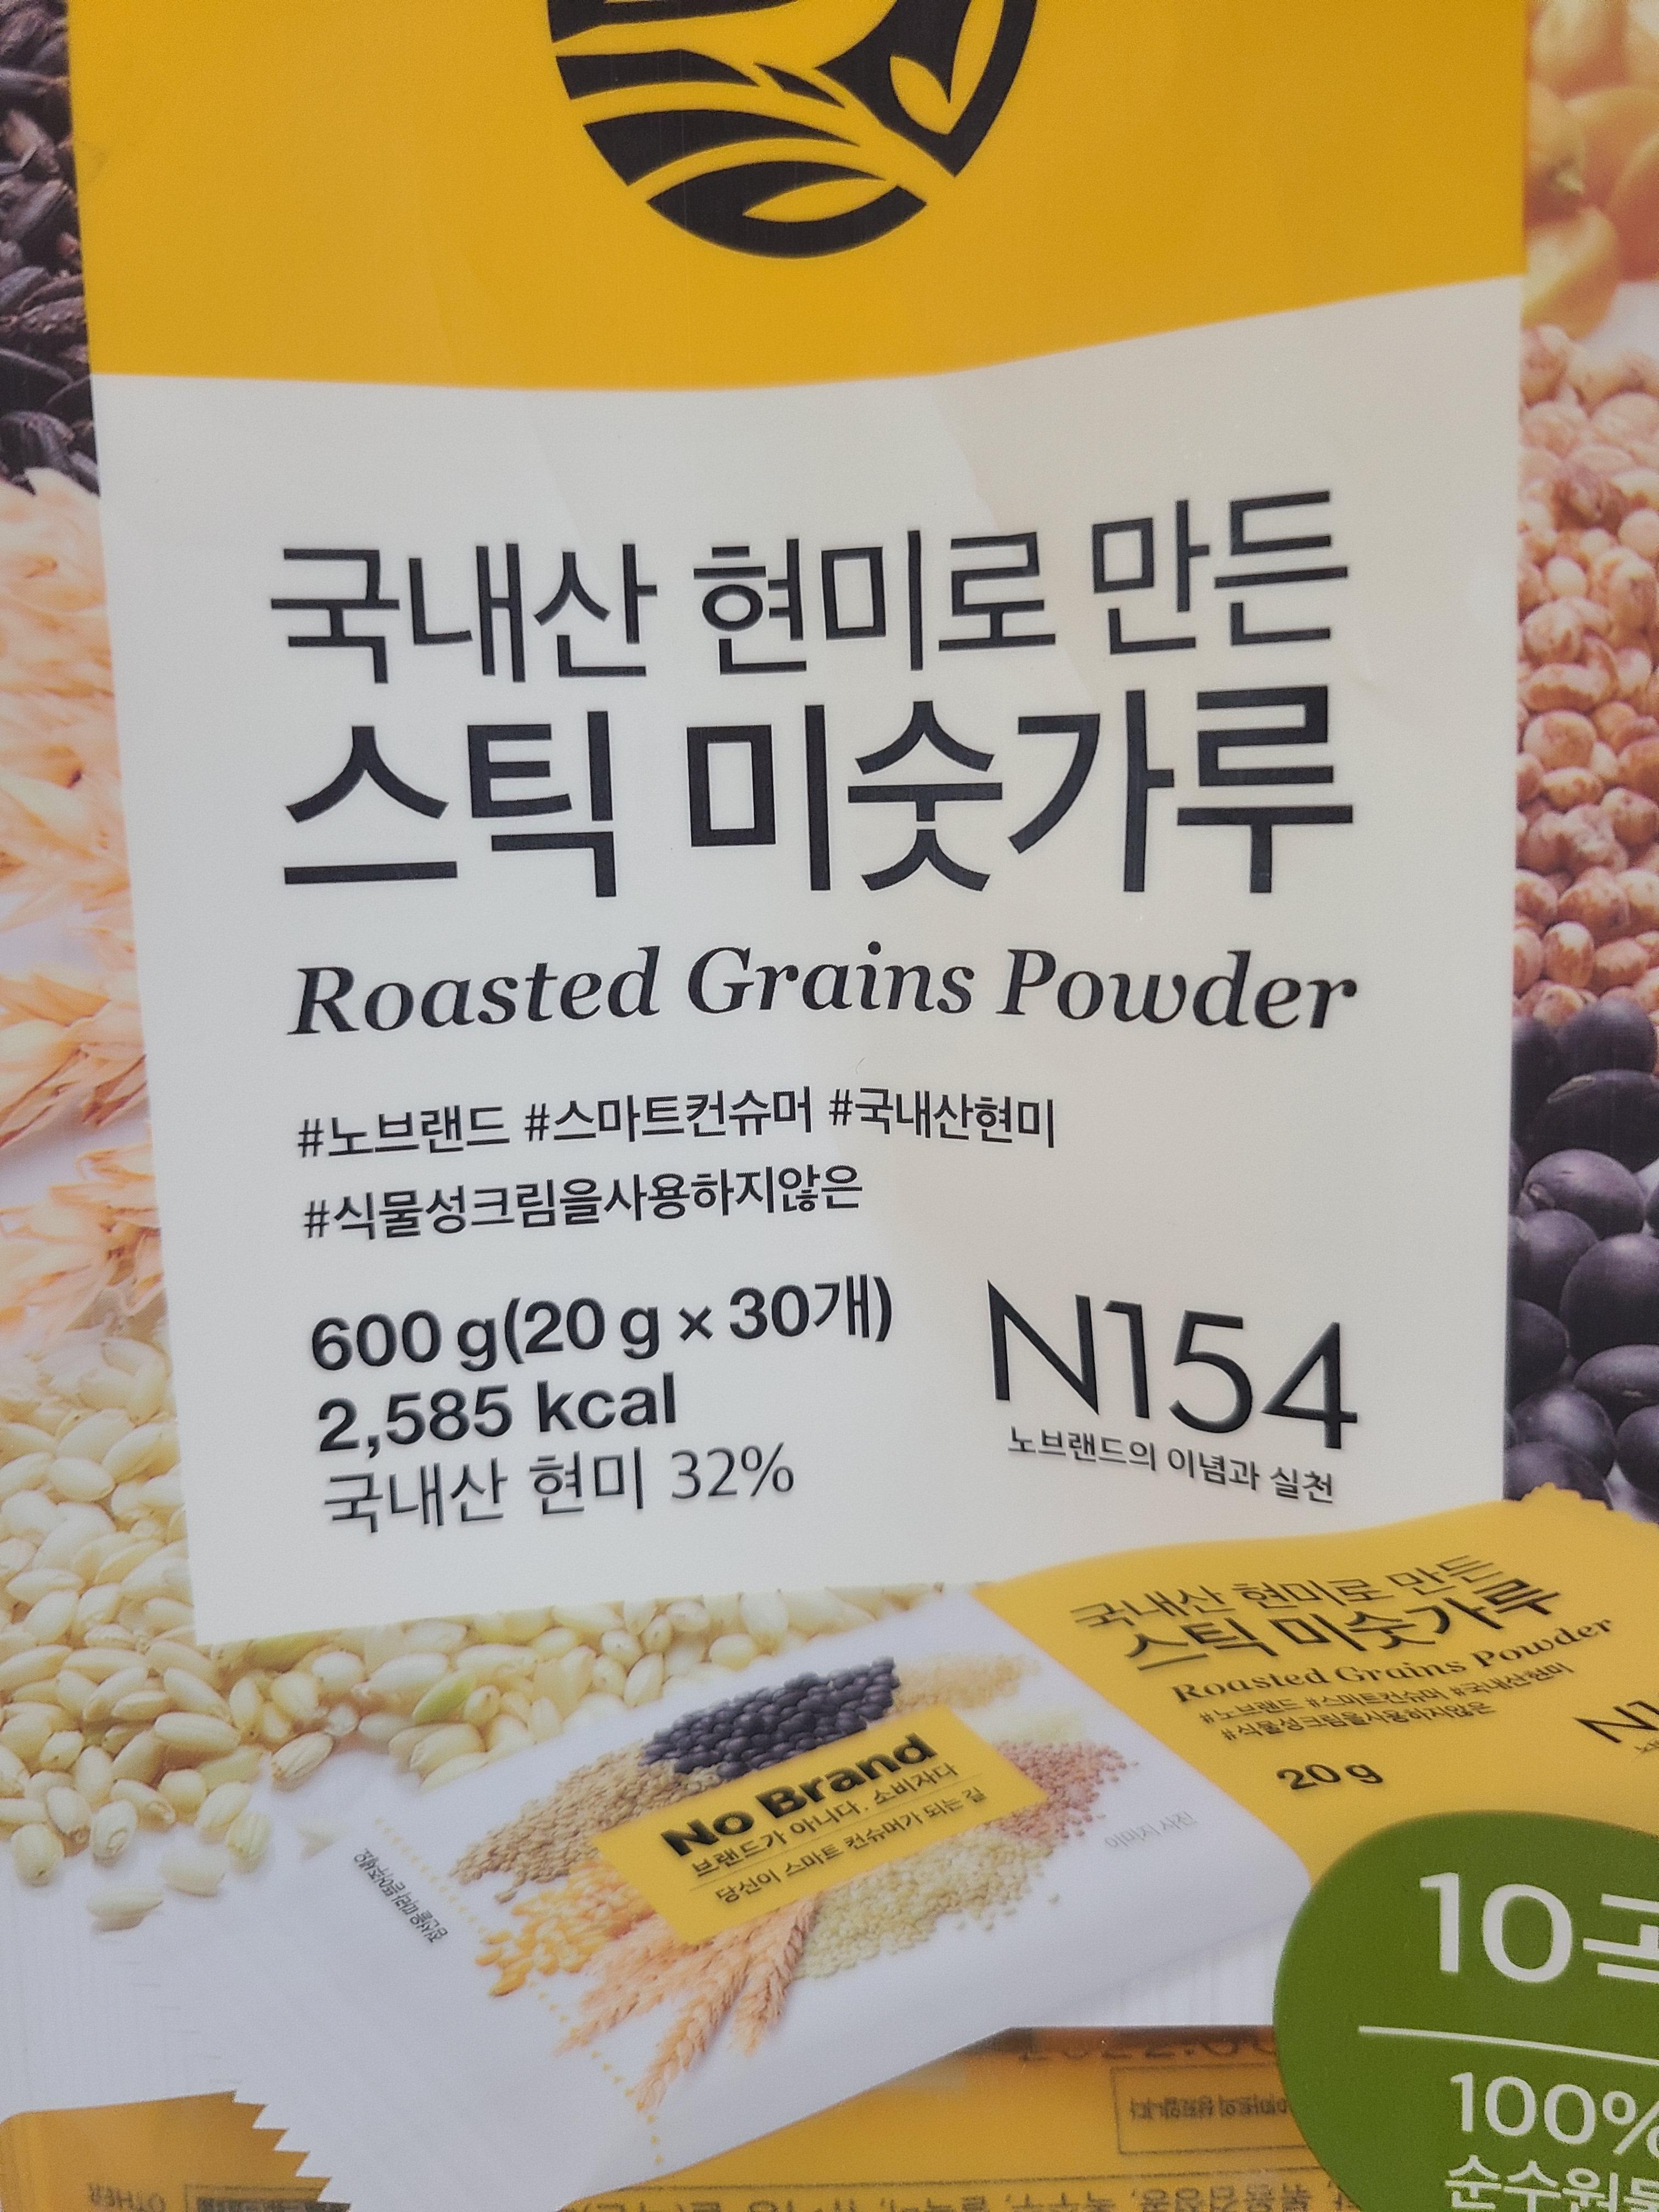 국내산 현미로 만든
스틱 미숫가루
Roasted Grains Powder
#노브랜드 #스마트컨슈머 #국내산현미
#식물성크림을사용하지않은
600 g(20 g × 30개)
2,585 kcal
국내산 현미 32%
N154
노브랜드의 이념과 실천
국내산 현미로 만든
스틱 미숫가루
Roasted Grains Powder
#노브랜드 #스마트컨슈머 #국내산현미
#식물성크림을사용하지않은
20 g
No Brand
브랜드가 아니다. 소비자다
당신이 스마트 컨슈머가 되는 길
이미지 사진
10
100%
OTHER